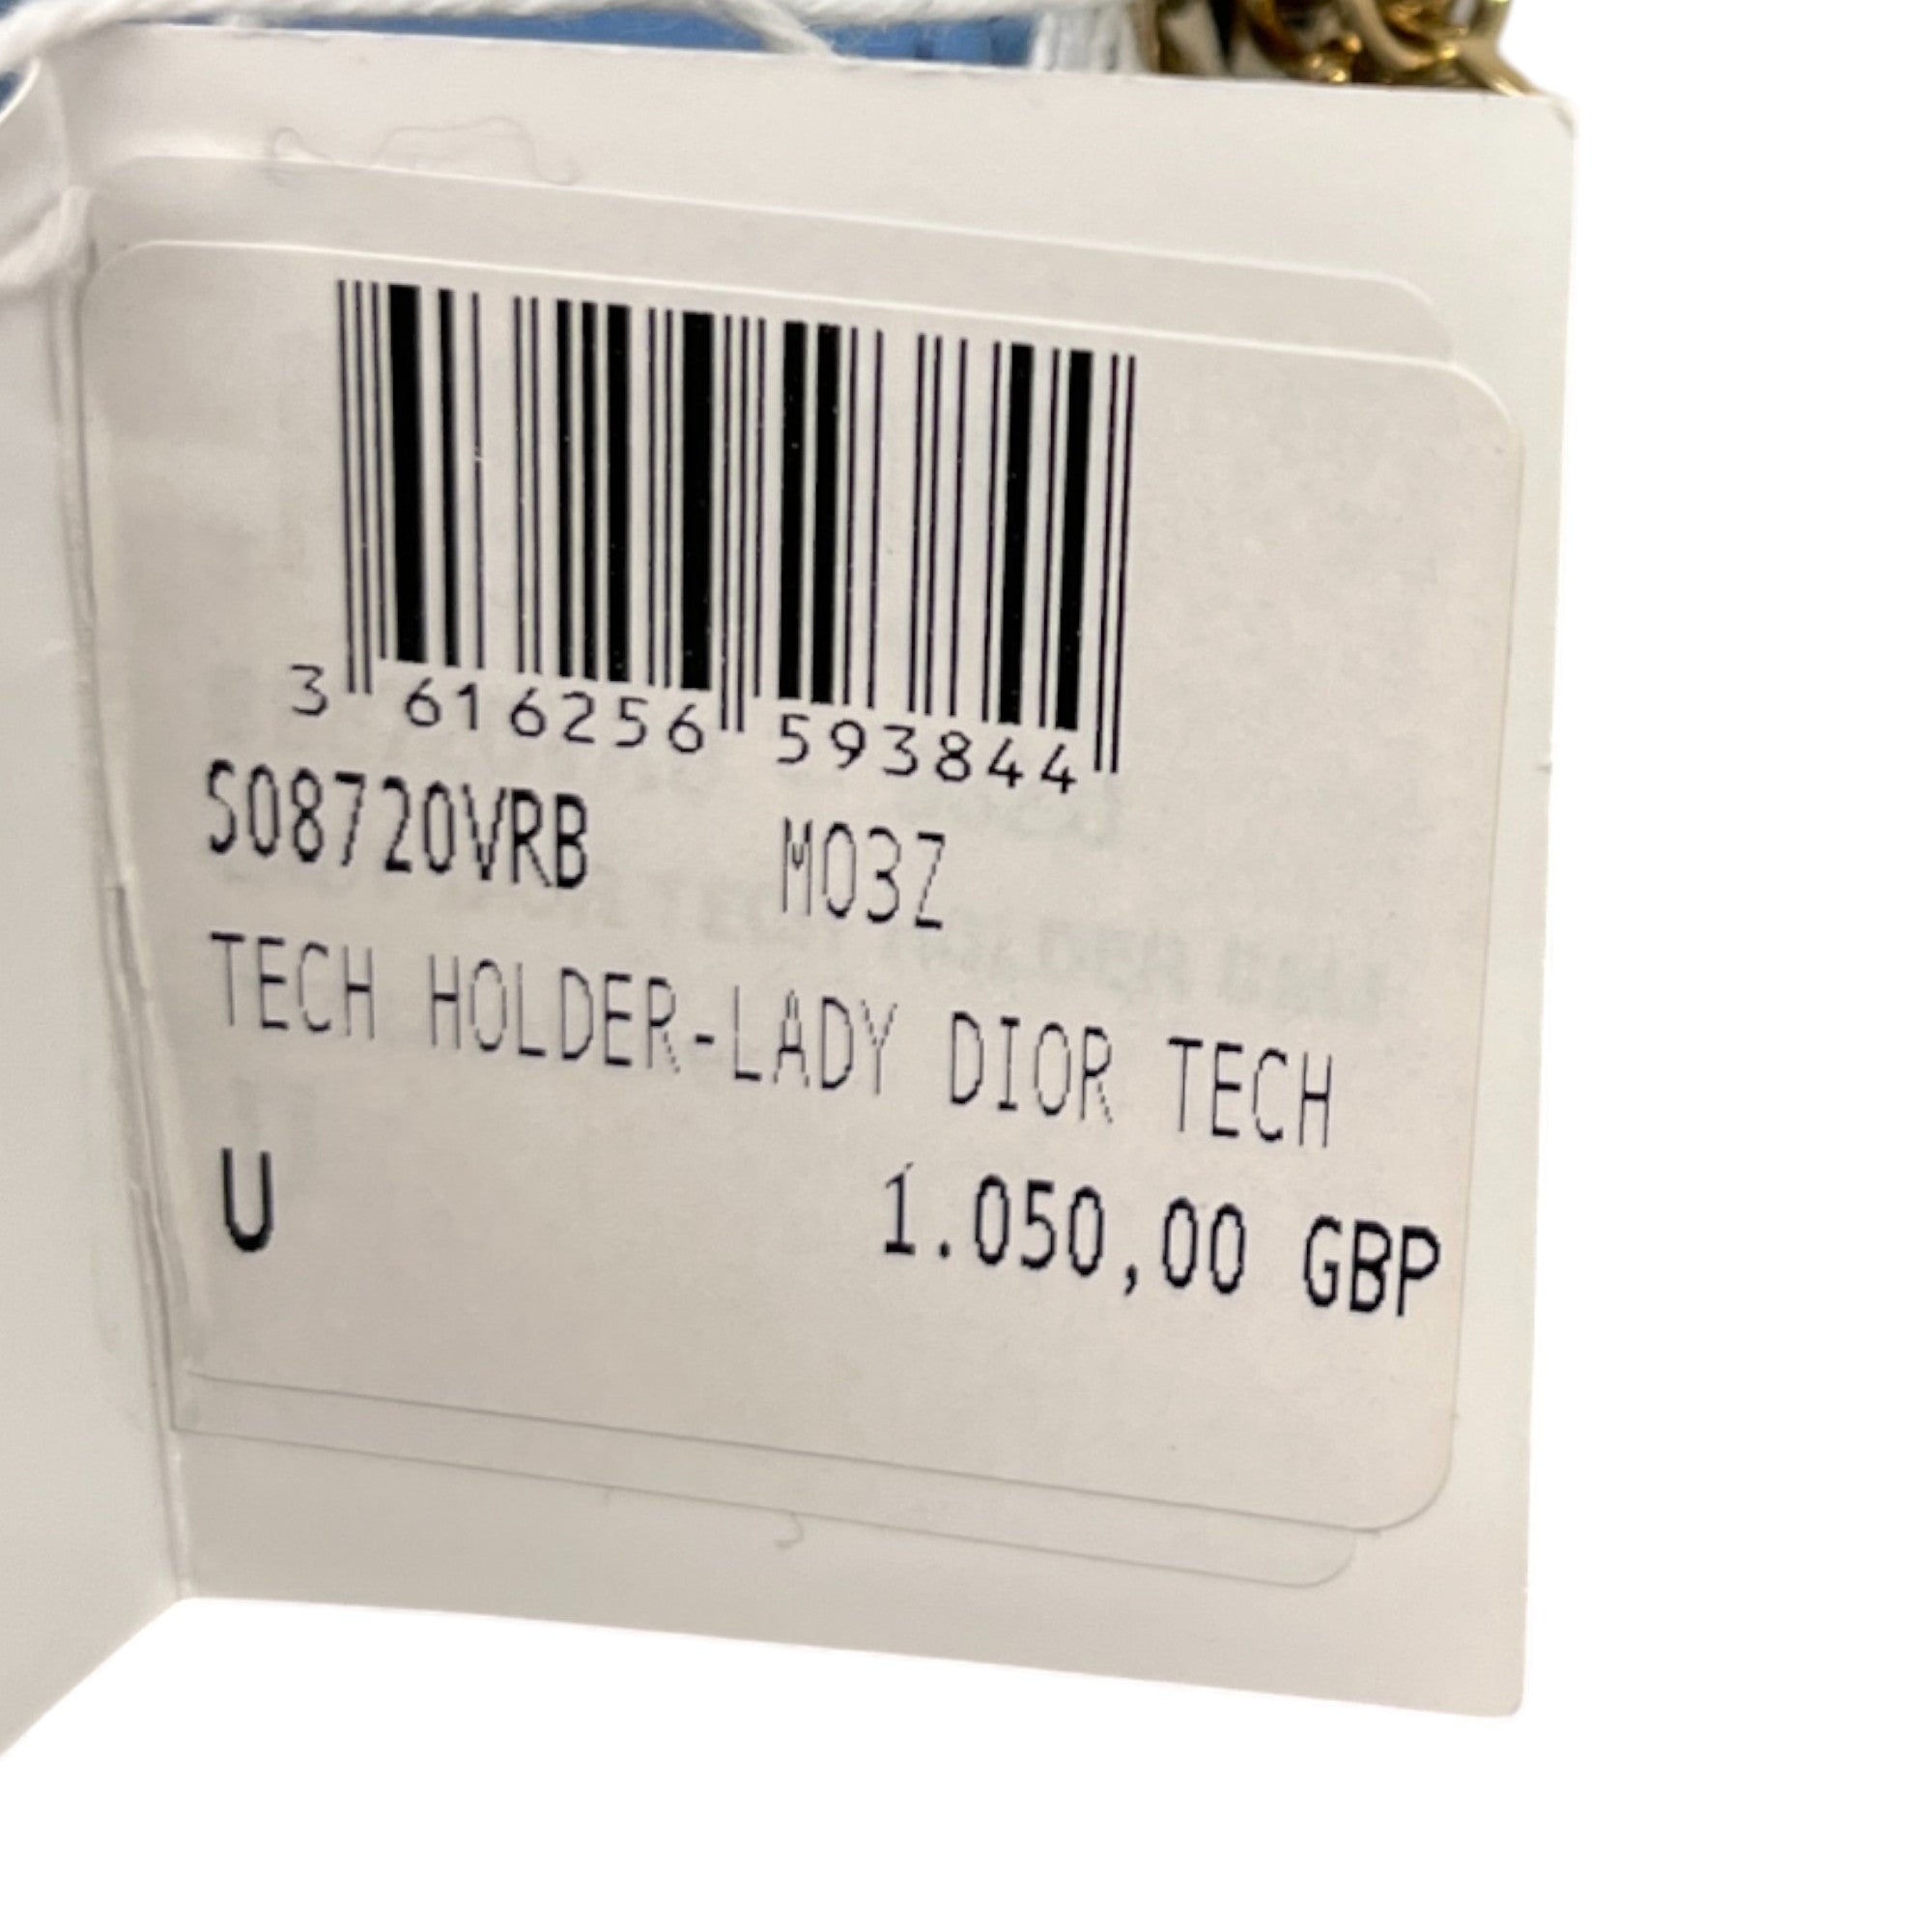 3 616256 593844
S08720VRB M03Z
TECH HOLDER-LADY DIOR TECH
U 1.050,00 GBP